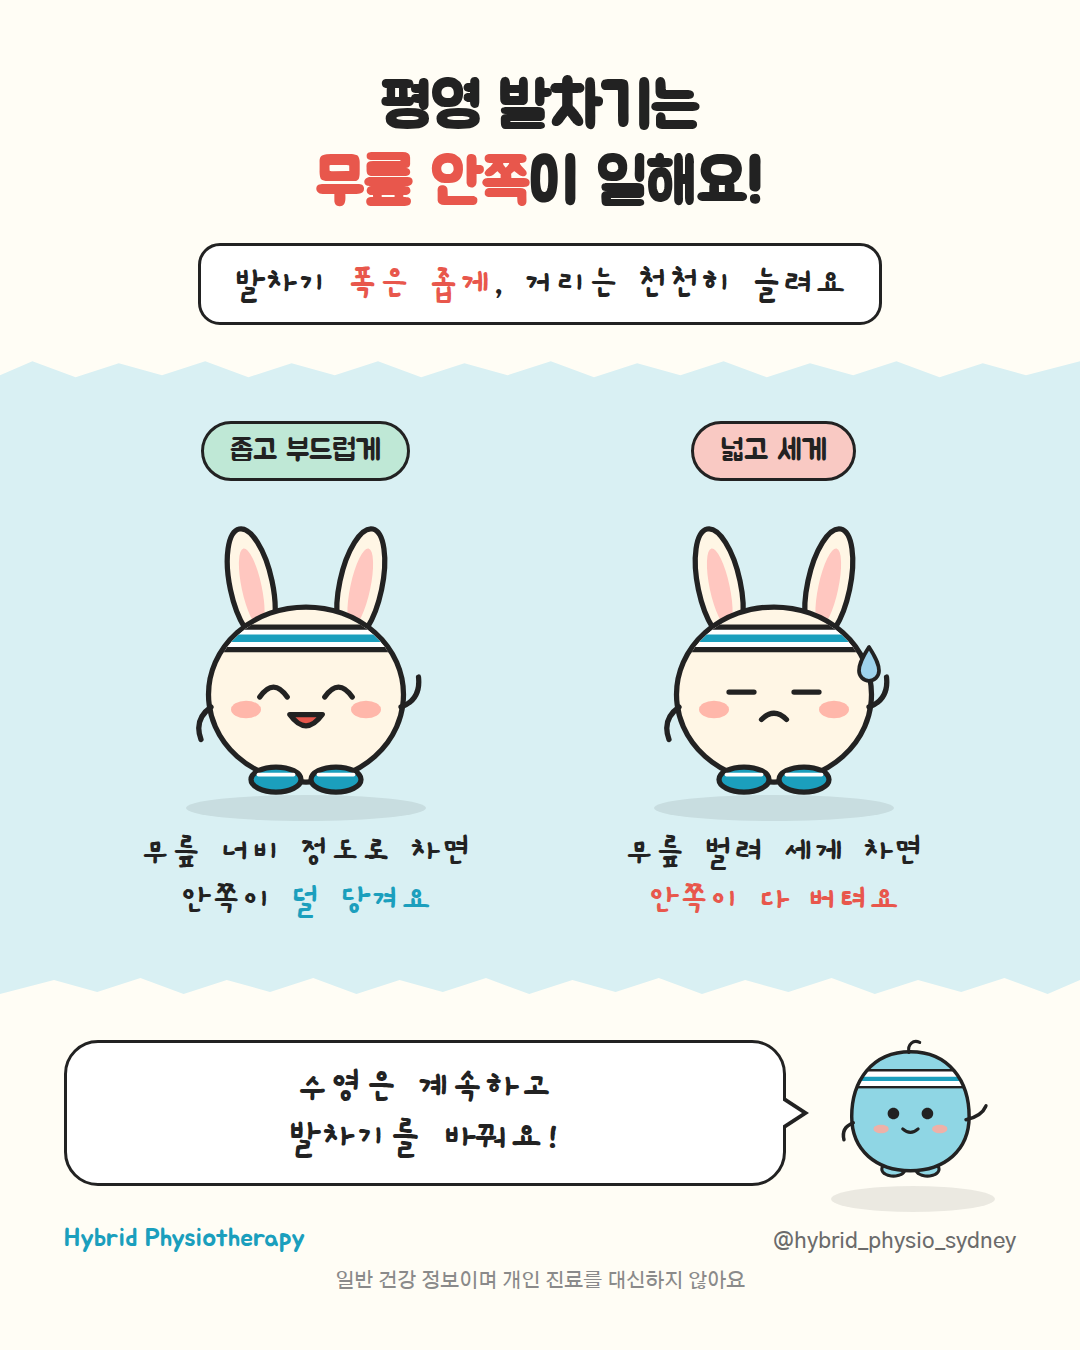 평영 발차기는
무릎 안쪽이 일해요!
발차기 폭은 좁게, 거리는 천천히 늘려요
좁고 부드럽게
넓고 세게
무릎 너비 정도로 차면
안쪽이 덜 당겨요
무릎 벌려 세게 차면
안쪽이 다 버텨요
수영은 계속하고
발차기를 바꿔요!
Hybrid Physiotherapy
@hybrid_physio_sydney
일반 건강 정보이며 개인 진료를 대신하지 않아요